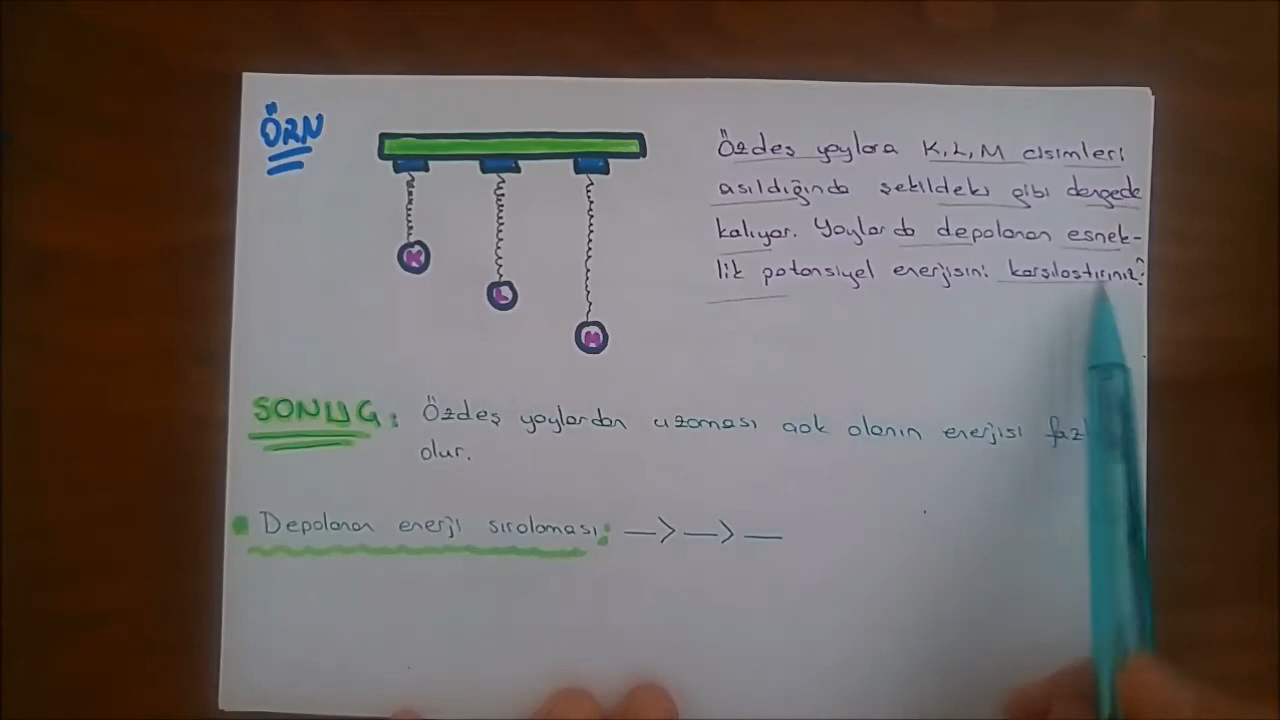 ÖRN
K
L
M
Özdeş yaylara K, L, M cisimleri
asıldığında şekildeki gibi dengede
kalıyor. Yaylarda depolanan esnek-
lik potansiyel enerjisini karşılaştırınız?
SONUÇ: Özdeş yaylardan uzaması çok olanın enerjisi faz
olur.
Depolanan enerji sıralaması: —>—>—